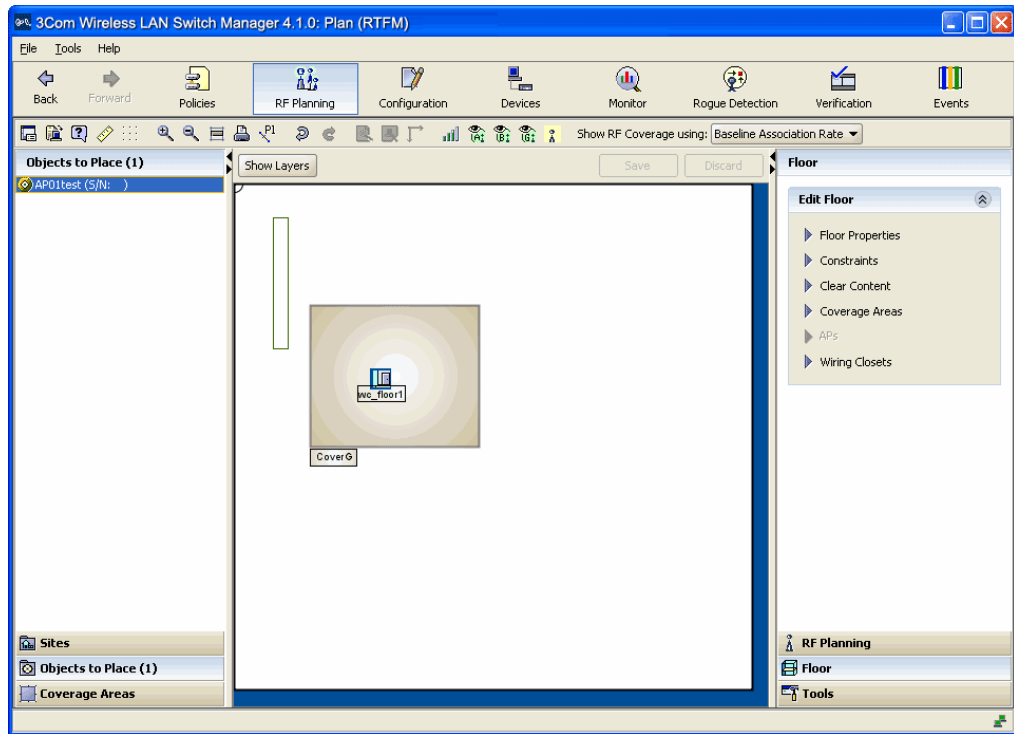 3Com Wireless LAN Switch Manager 4.1.0: Plan (RTFM)
File Tools Help
Back Forward Policies RF Planning Configuration Devices Monitor Rogue Detection Verification Events
P1 A: B: G: Show RF Coverage using: Baseline Association Rate
Objects to Place (1)
AP01test (S/N: )
Show Layers Save Discard
Floor
Edit Floor
Floor Properties
Constraints
Clear Content
Coverage Areas
APs
Wiring Closets
wc_floor1
CoverG
Sites
Objects to Place (1)
Coverage Areas
RF Planning
Floor
Tools